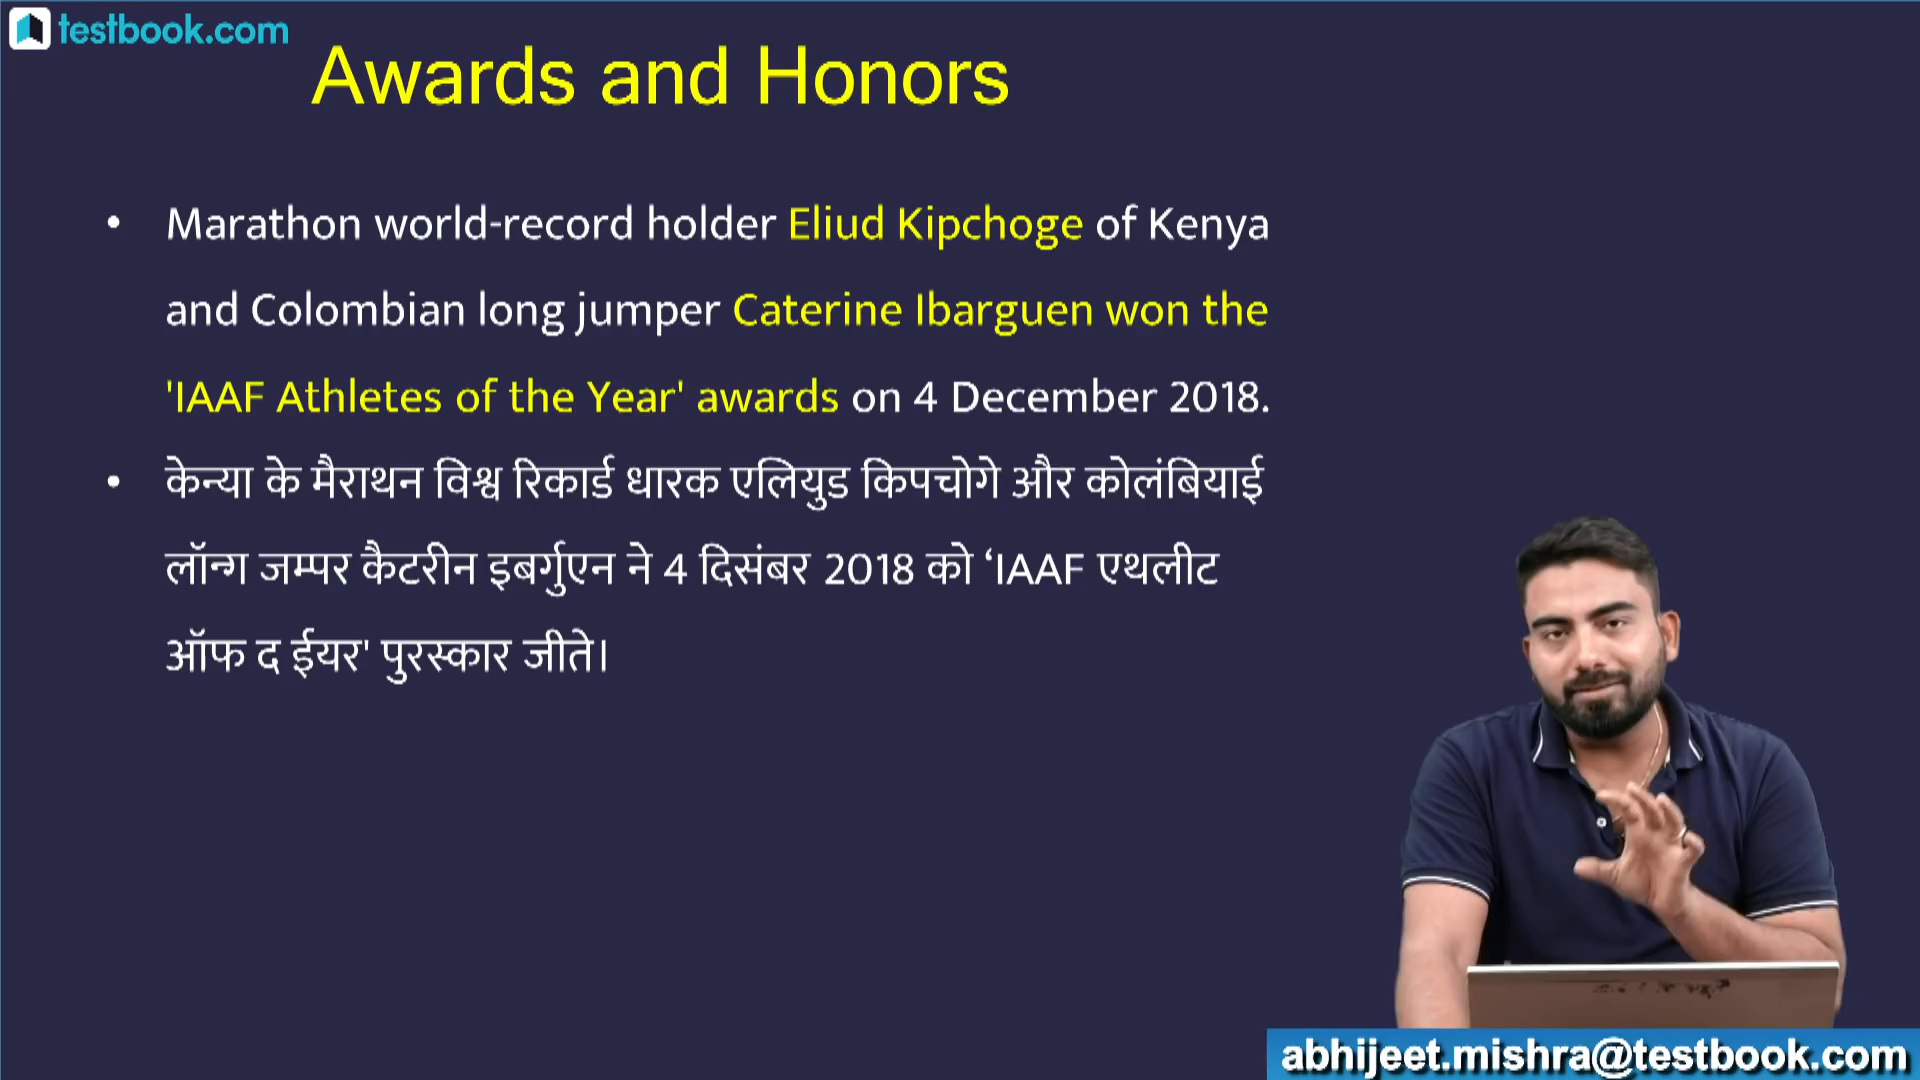 testbook.com
Awards and Honors
• Marathon world-record holder Eliud Kipchoge of Kenya
and Colombian long jumper Caterine Ibarguen won the
'IAAF Athletes of the Year' awards on 4 December 2018.
• केन्या के मैराथन विश्व रिकार्ड धारक एलियुड किपचोगे और कोलंबियाई
लॉन्ग जम्पर कैटरीन इबर्गुएन ने 4 दिसंबर 2018 को ‘IAAF एथलीट
ऑफ द ईयर' पुरस्कार जीते।
abhijeet.mishra@testbook.com